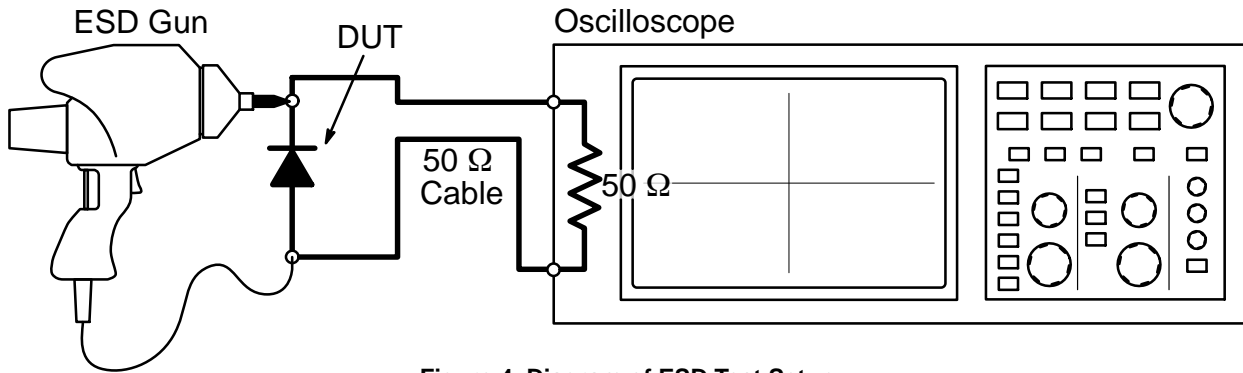 ESD Gun
Oscilloscope
DUT
50 Ω
Cable
50 Ω